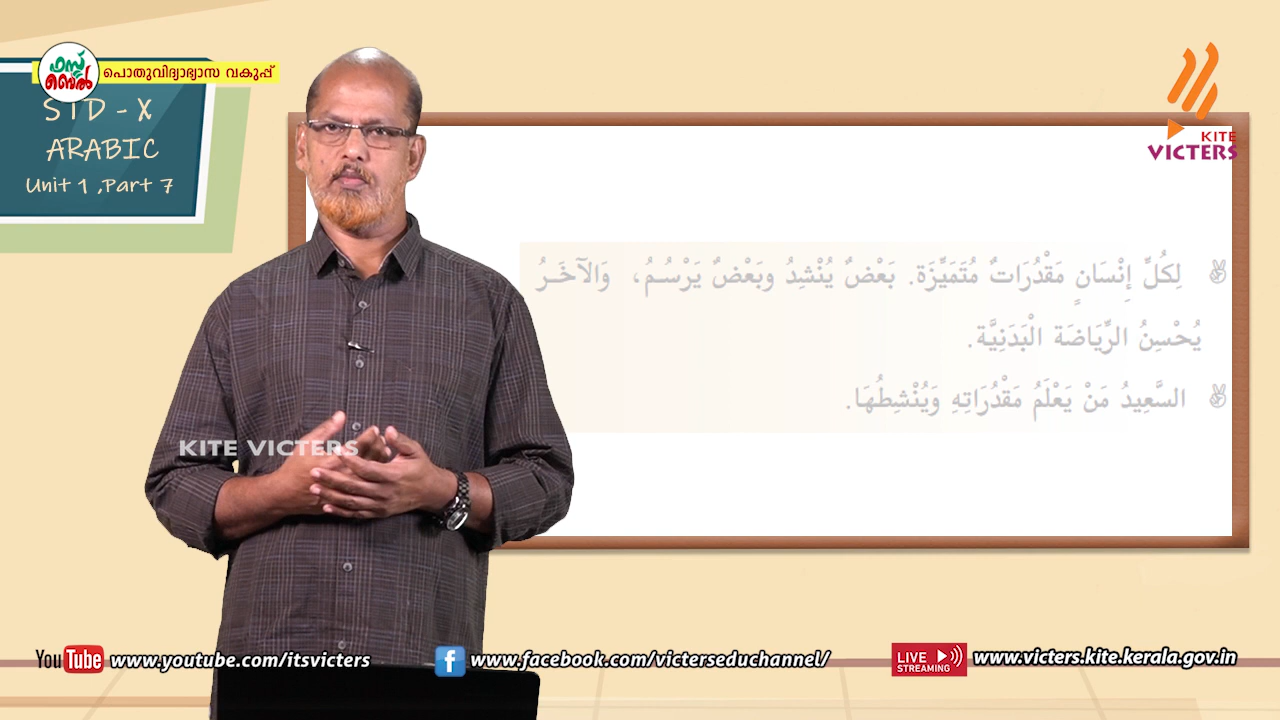 ഫസ്റ്റ് ബെൽ
പൊതുവിദ്യാഭ്യാസ വകുപ്പ്
STD - X
ARABIC
Unit 1 ,Part 7
KITE
VICTERS
لِكُلِّ إِنْسَانٍ مَقْدُرَاتٌ مُتَمَيِّزَة. بَعْضٌ يُنْشِدُ وبَعْضٌ يَرْسُمُ، وَالآخَرُ
يُحْسِنُ الرِّيَاضَة الْبَدَنِيَّة.
السَّعِيدُ مَنْ يَعْلَمُ مَقْدُرَاتِهِ وَيُنْشِطُهَا.
KITE VICTERS
YouTube www.youtube.com/itsvicters
f www.facebook.com/victerseduchannel/
LIVE STREAMING www.victers.kite.kerala.gov.in